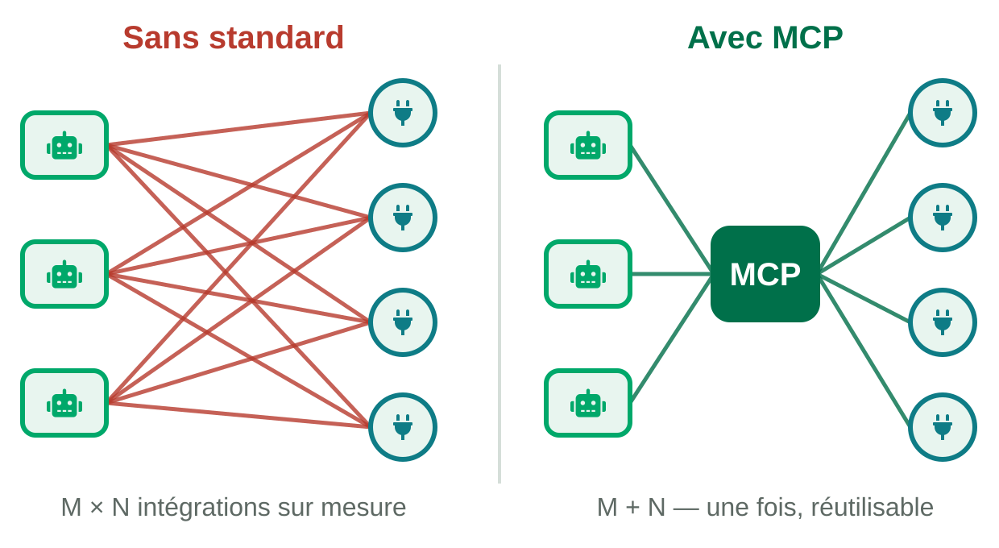 Sans standard
Avec MCP
MCP
M × N intégrations sur mesure
M + N — une fois, réutilisable